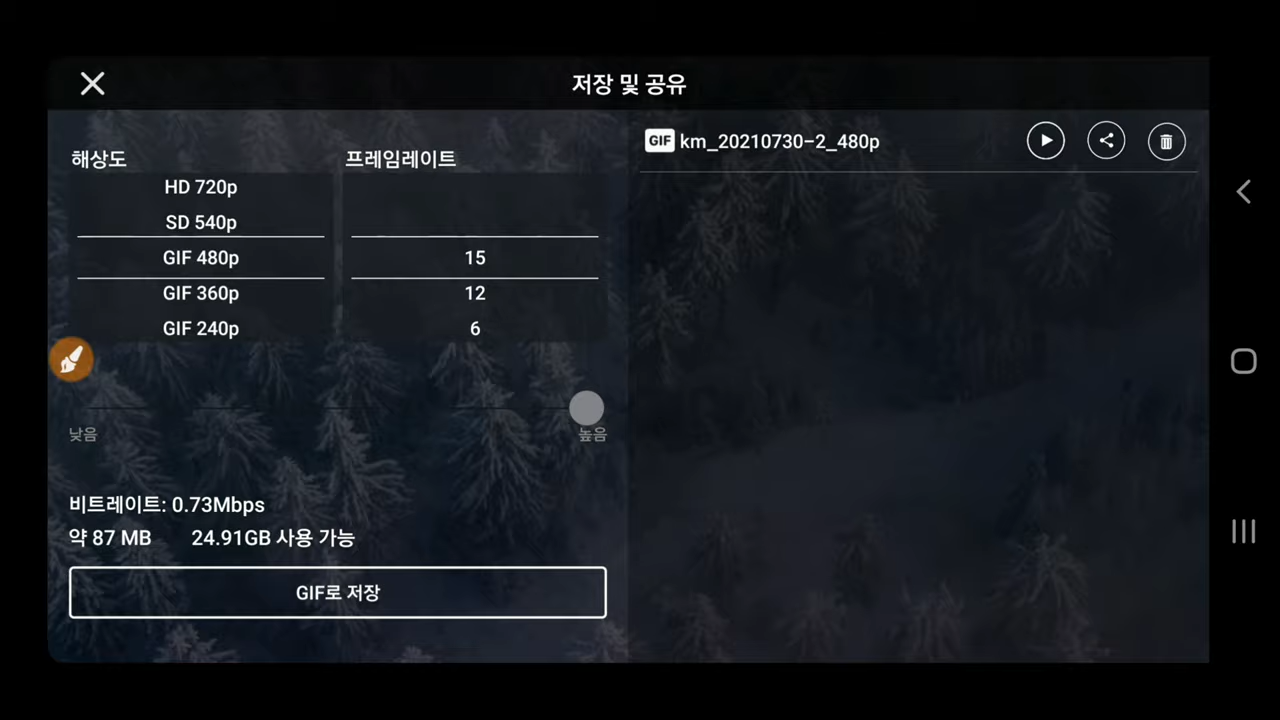 저장 및 공유
해상도
프레임레이트
HD 720p
SD 540p
GIF 480p
GIF 360p
GIF 240p
15
12
6
낮음
높음
비트레이트: 0.73Mbps
약 87 MB 24.91GB 사용 가능
GIF로 저장
GIF km_20210730-2_480p